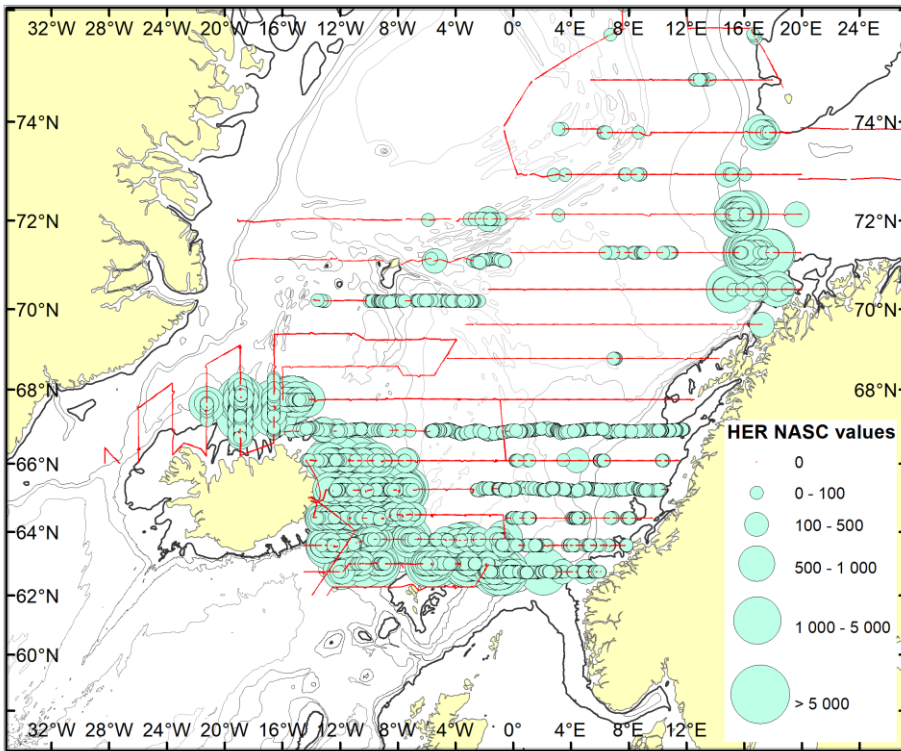 32°W 28°W 24°W 20°W 16°W 12°W 8°W 4°W 0° 4°E 8°E 12°E 16°E 20°E 24°E
74°N 74°N
72°N 72°N
70°N 70°N
68°N 68°N
HER NASC values
66°N 0
0 - 100
64°N 100 - 500
500 - 1 000
62°N 1 000 - 5 000
60°N > 5 000
32°W 28°W 24°W 20°W 16°W 12°W 8°W 4°W 0° 4°E 8°E 12°E